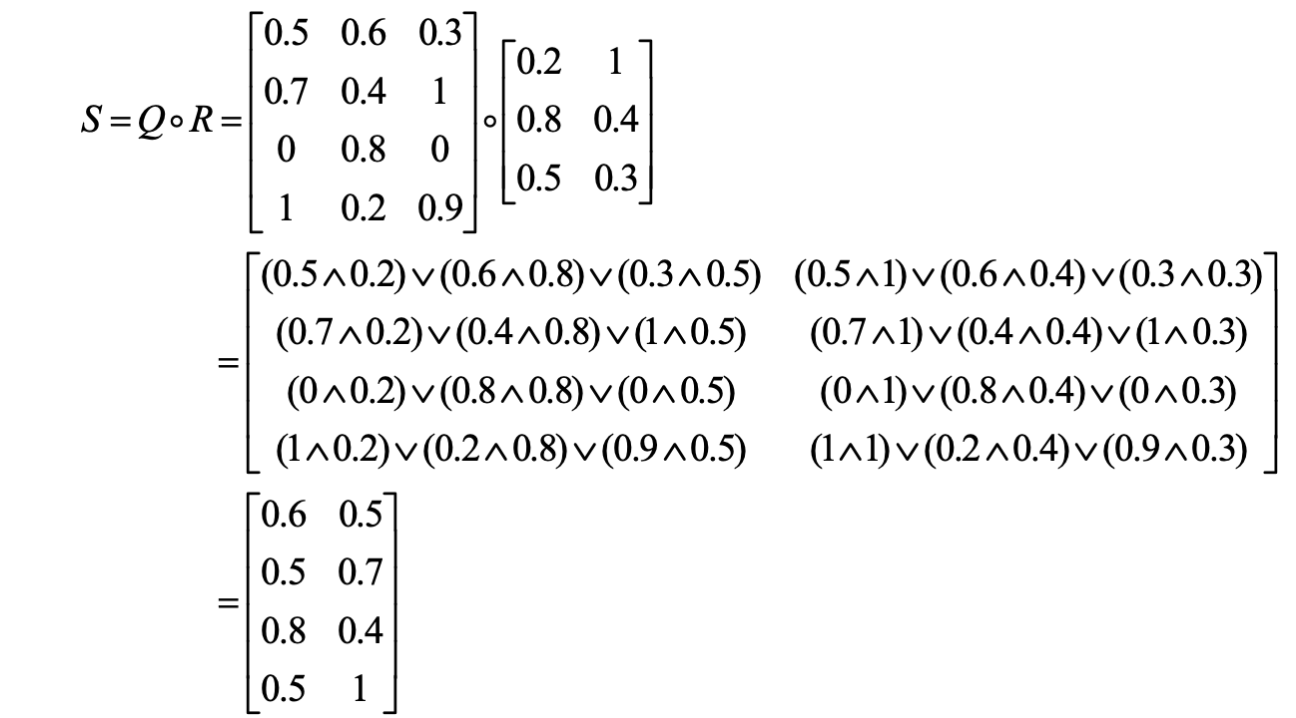 S = Q ∘ R = [0.5 0.6 0.3; 0.7 0.4 1; 0 0.8 0; 1 0.2 0.9] ∘ [0.2 1; 0.8 0.4; 0.5 0.3]
= [(0.5∧0.2)∨(0.6∧0.8)∨(0.3∧0.5) (0.5∧1)∨(0.6∧0.4)∨(0.3∧0.3)
(0.7∧0.2)∨(0.4∧0.8)∨(1∧0.5) (0.7∧1)∨(0.4∧0.4)∨(1∧0.3)
(0∧0.2)∨(0.8∧0.8)∨(0∧0.5) (0∧1)∨(0.8∧0.4)∨(0∧0.3)
(1∧0.2)∨(0.2∧0.8)∨(0.9∧0.5) (1∧1)∨(0.2∧0.4)∨(0.9∧0.3)]
= [0.6 0.5
0.5 0.7
0.8 0.4
0.5 1]